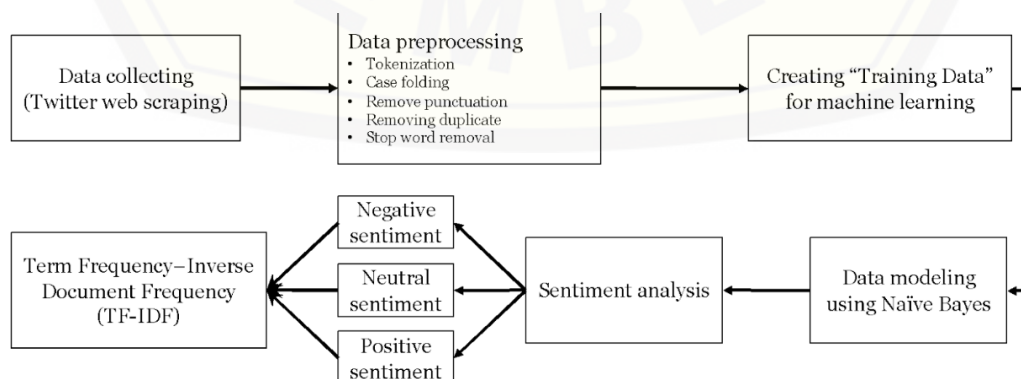 Data collecting
(Twitter web scraping)
Data preprocessing
• Tokenization
• Case folding
• Remove punctuation
• Removing duplicate
• Stop word removal
Creating “Training Data”
for machine learning
Data modeling
using Naïve Bayes
Sentiment analysis
Negative
sentiment
Neutral
sentiment
Positive
sentiment
Term Frequency–Inverse
Document Frequency
(TF-IDF)